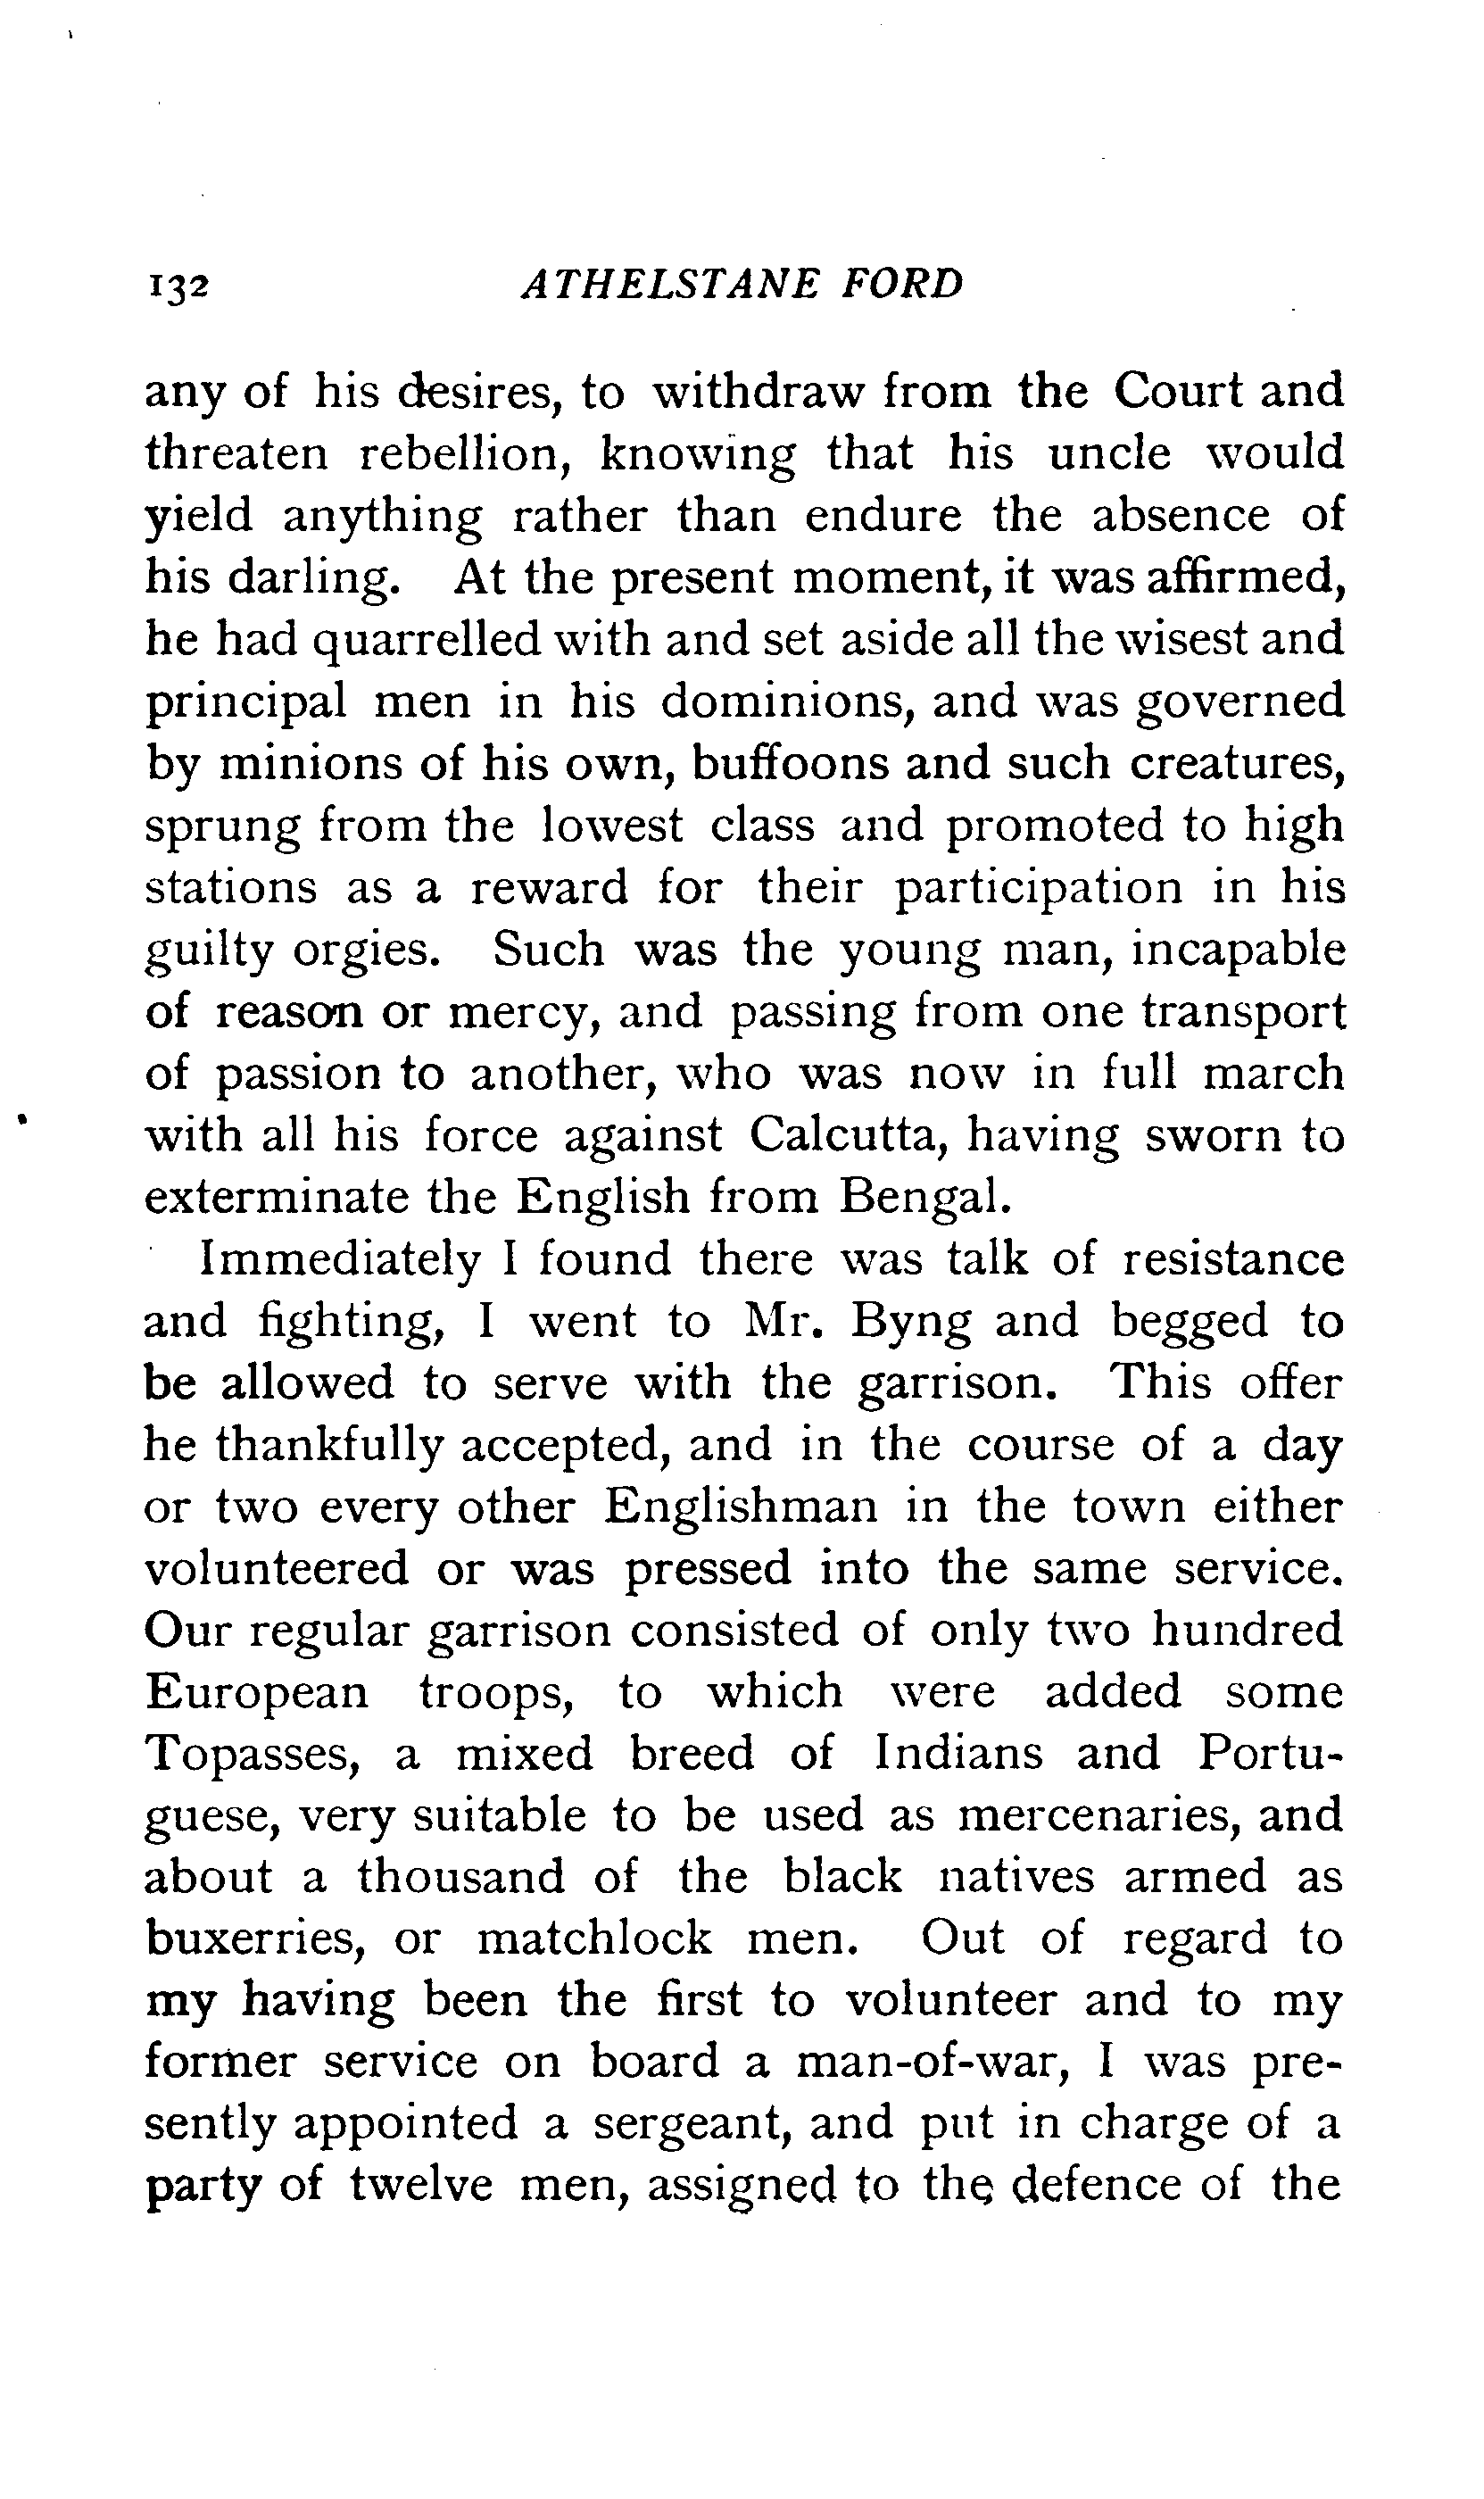 132 ATHELSTANE FORD
any of his desires, to withdraw from the Court and
threaten rebellion, knowing that his uncle would
yield anything rather than endure the absence of
his darling. At the present moment, it was affirmed,
he had quarrelled with and set aside all the wisest and
principal men in his dominions, and was governed
by minions of his own, buffoons and such creatures,
sprung from the lowest class and promoted to high
stations as a reward for their participation in his
guilty orgies. Such was the young man, incapable
of reason or mercy, and passing from one transport
of passion to another, who was now in full march
with all his force against Calcutta, having sworn to
exterminate the English from Bengal.
Immediately I found there was talk of resistance
and fighting, I went to Mr. Byng and begged to
be allowed to serve with the garrison. This offer
he thankfully accepted, and in the course of a day
or two every other Englishman in the town either
volunteered or was pressed into the same service.
Our regular garrison consisted of only two hundred
European troops, to which were added some
Topasses, a mixed breed of Indians and Portu-
guese, very suitable to be used as mercenaries, and
about a thousand of the black natives armed as
buxerries, or matchlock men. Out of regard to
my having been the first to volunteer and to my
former service on board a man-of-war, I was pre-
sently appointed a sergeant, and put in charge of a
party of twelve men, assigned to the defence of the